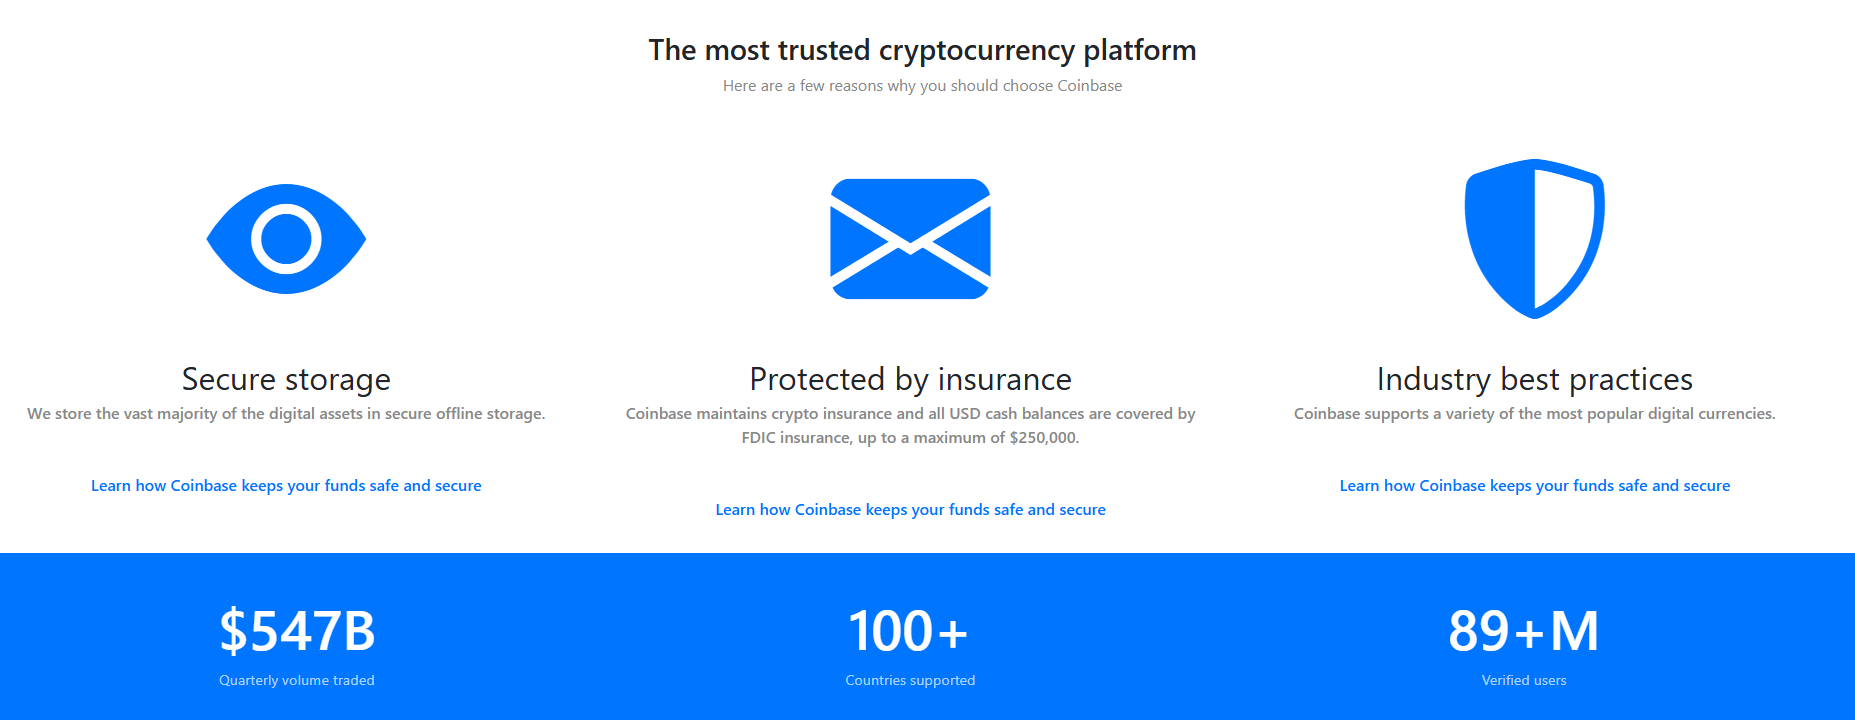 The most trusted cryptocurrency platform
Here are a few reasons why you should choose Coinbase
Secure storage
We store the vast majority of the digital assets in secure offline storage.
Learn how Coinbase keeps your funds safe and secure
Protected by insurance
Coinbase maintains crypto insurance and all USD cash balances are covered by
FDIC insurance, up to a maximum of $250,000.
Learn how Coinbase keeps your funds safe and secure
Industry best practices
Coinbase supports a variety of the most popular digital currencies.
Learn how Coinbase keeps your funds safe and secure
$547B
Quarterly volume traded
100+
Countries supported
89+M
Verified users